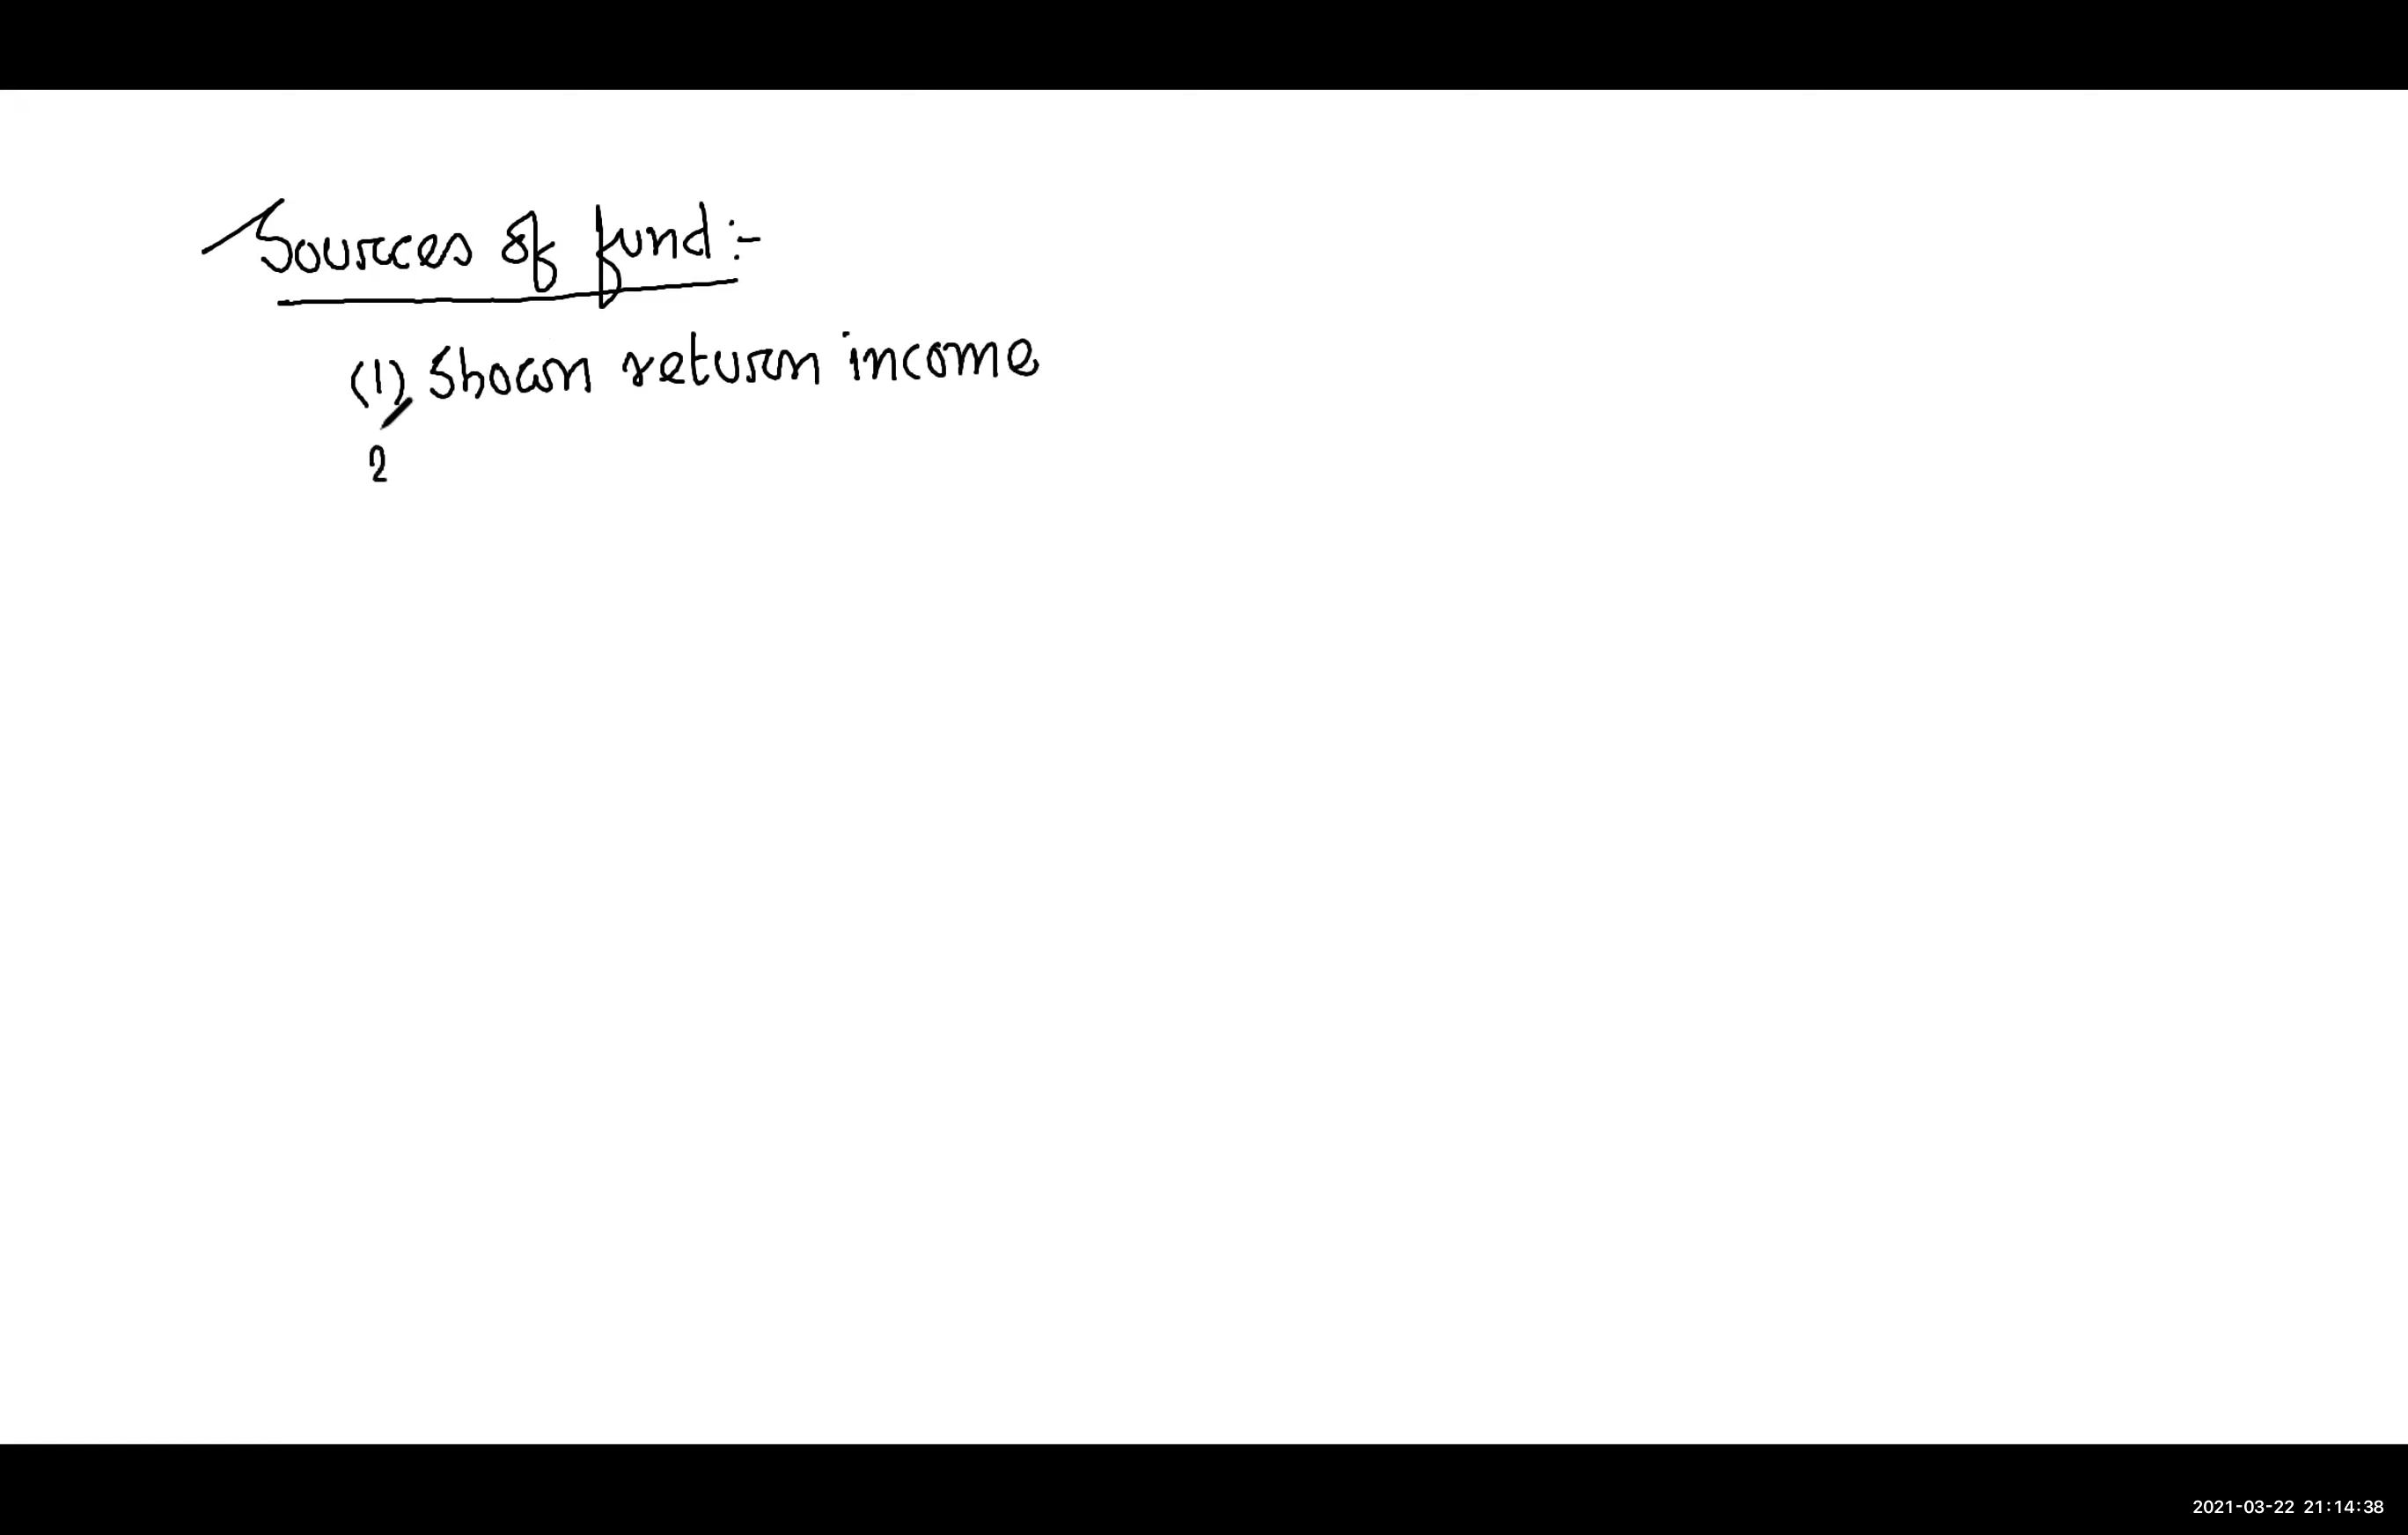 Sources of fund:-
(1) Shown return income
2
2021-03-22 21:14:38